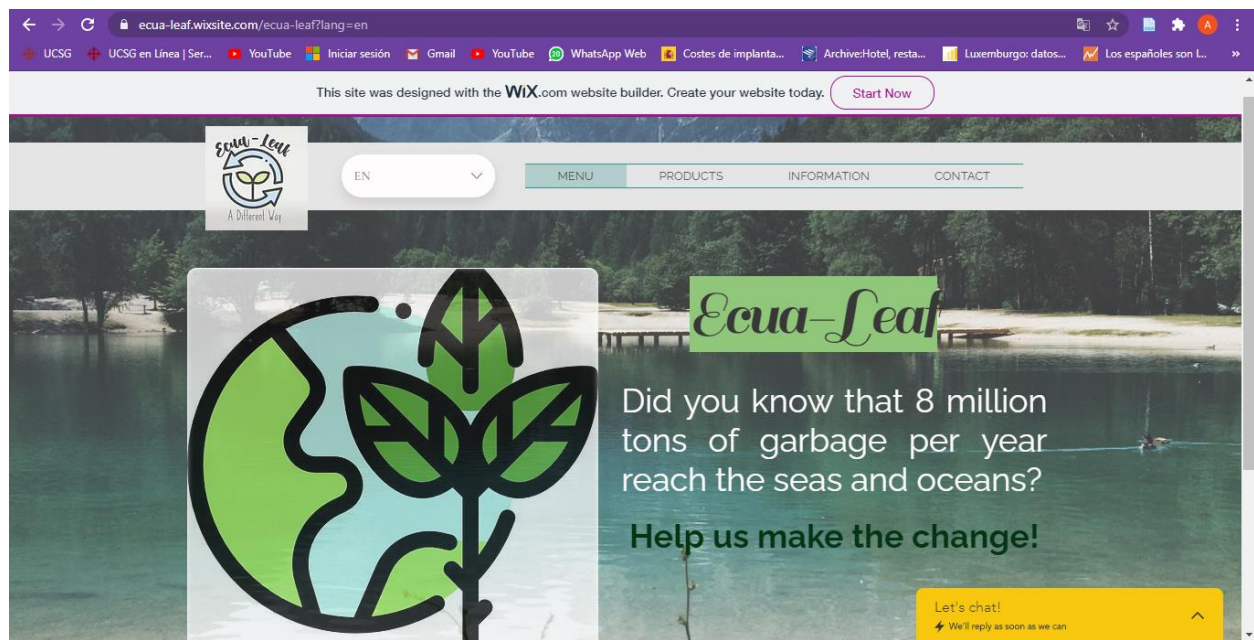 ecua-leaf.wixsite.com/ecua-leaf?lang=en
A
UCSG
UCSG en Línea | Ser...
YouTube
Iniciar sesión
Gmail
YouTube
20
WhatsApp Web
Costes de implanta...
Archive:Hotel, resta...
Luxemburgo: datos...
Los españoles son l...
»
This site was designed with the WiX.com website builder. Create your website today.
Start Now
Ecua-Leaf
A Different Way
EN
MENU
PRODUCTS
INFORMATION
CONTACT
Ecua-Leaf
Did you know that 8 million
tons of garbage per year
reach the seas and oceans?
Help us make the change!
Let's chat!
We'll reply as soon as we can